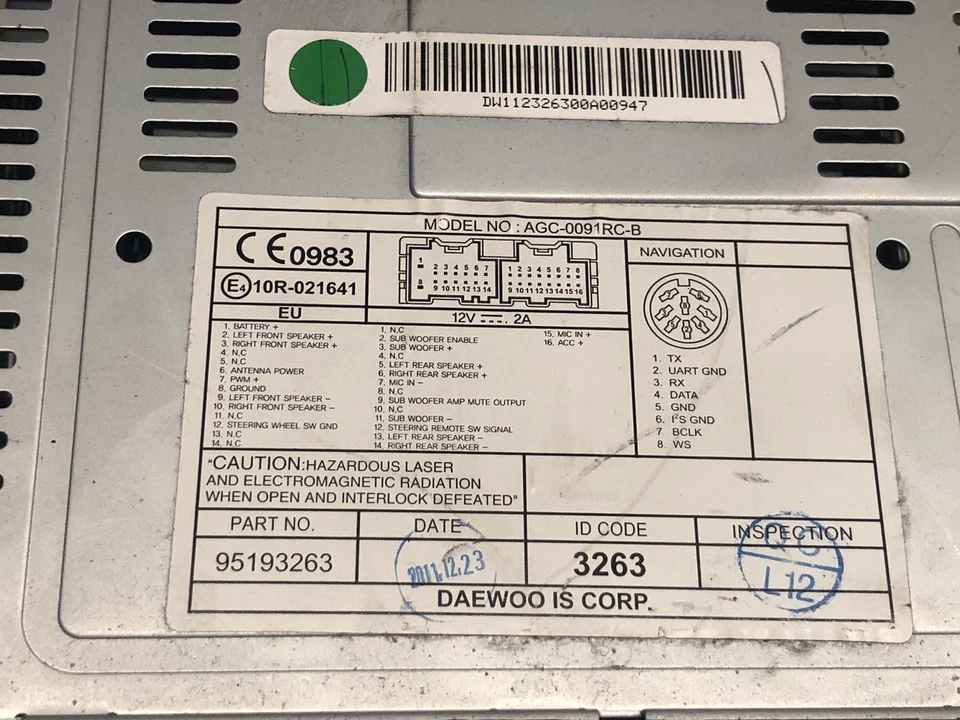 DW112326300A00947
MODEL NO : AGC-0091RC-B
CE0983
E4 10R-021641
EU
1 2 3 4 5 6 7
8 9 10 11 12 13 14
1 2 3 4 5 6 7 8
9 10 11 12 13 14 15 16
12V ⎓ 2A
NAVIGATION
1. BATTERY +
2. LEFT FRONT SPEAKER +
3. RIGHT FRONT SPEAKER +
4. N,C
5. N,C
6. ANTENNA POWER
7. PWM +
8. GROUND
9. LEFT FRONT SPEAKER –
10. RIGHT FRONT SPEAKER –
11. N,C
12. STEERING WHEEL SW GND
13. N,C
14. N,C
1. N,C
2. SUB WOOFER ENABLE
3. SUB WOOFER +
4. N,C
5. LEFT REAR SPEAKER +
6. RIGHT REAR SPEAKER +
7. MIC IN –
8. N,C
9. SUB WOOFER AMP MUTE OUTPUT
10. N,C
11. SUB WOOFER –
12. STEERING REMOTE SW SIGNAL
13. LEFT REAR SPEAKER –
14. RIGHT REAR SPEAKER –
15. MIC IN +
16. ACC +
1. TX
2. UART GND
3. RX
4. DATA
5. GND
6. I²S GND
7 BCLK
8. WS
"CAUTION:HAZARDOUS LASER
AND ELECTROMAGNETIC RADIATION
WHEN OPEN AND INTERLOCK DEFEATED"
PART NO. DATE ID CODE INSPECTION
95193263 2011.12.23 3263 QC L12
DAEWOO IS CORP.